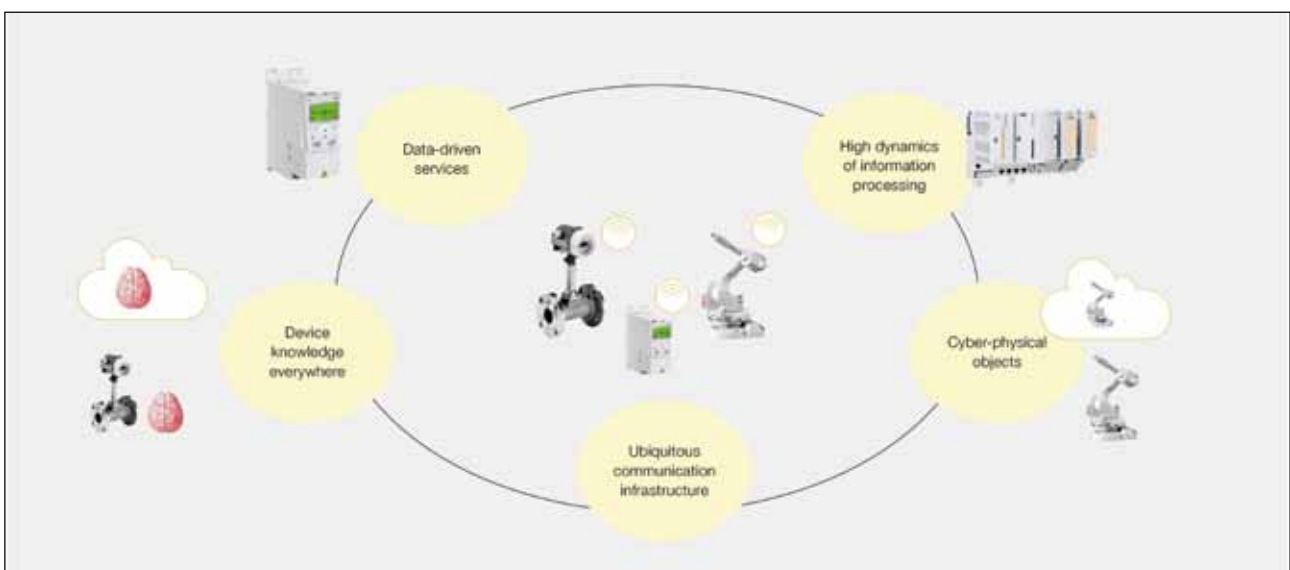 Data-driven
services
High dynamics
of information
processing
Device
knowledge
everywhere
Cyber-physical
objects
Ubiquitous
communication
infrastructure